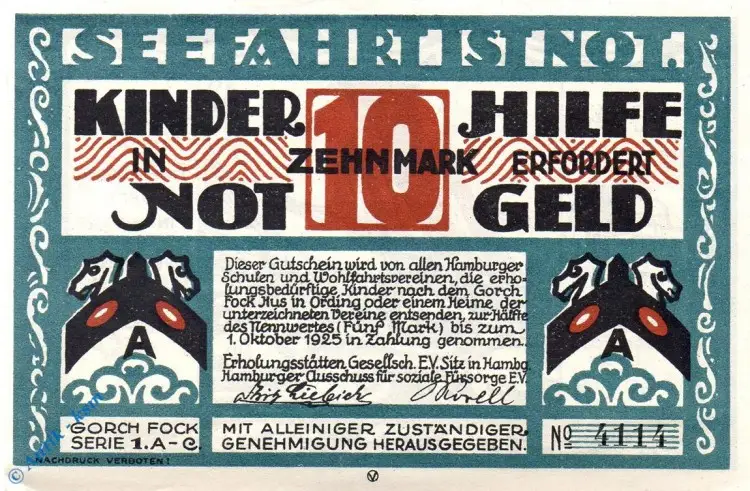 SEEFAHRT IST NOT.
KINDER 10 HILFE
IN ZEHN MARK ERFORDERT
NOT GELD
Dieser Gutschein wird von allen Hamburger
Schulen und Wohlfahrtsvereinen, die erho-
lungsbedürftige Kinder nach dem Gorch
Fock Hus in Ording oder einem Heime der
unterzeichneten Vereine entsenden, zur Hälfte
des Nennwertes (Fünf Mark) bis zum
1. Oktober 1925 in Zahlung genommen.
Erholungsstätten Gesellsch. E.V. Sitz in Hambg.
Hamburger Ausschuss für soziale Fürsorge E.V.
A
A
GORCH FOCK
SERIE 1.A-C.
MIT ALLEINIGER ZUSTÄNDIGER
GENEHMIGUNG HERAUSGEGEBEN.
No 4114
NACHDRUCK VERBOTEN!